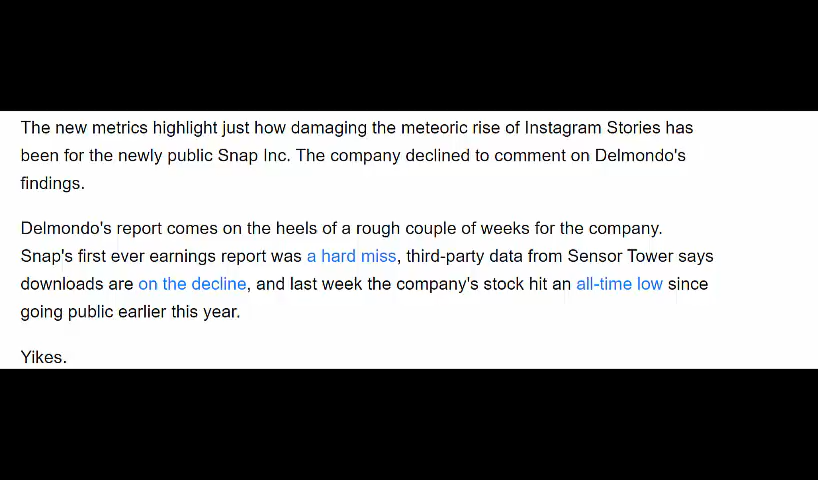 The new metrics highlight just how damaging the meteoric rise of Instagram Stories has
been for the newly public Snap Inc. The company declined to comment on Delmondo's
findings.
Delmondo's report comes on the heels of a rough couple of weeks for the company.
Snap's first ever earnings report was a hard miss, third-party data from Sensor Tower says
downloads are on the decline, and last week the company's stock hit an all-time low since
going public earlier this year.
Yikes.